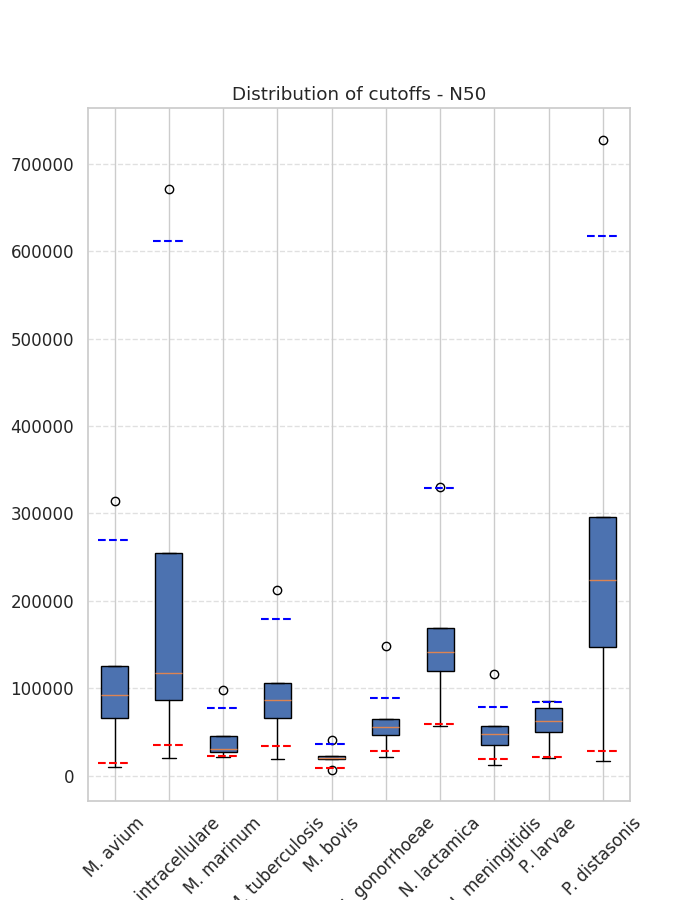 Distribution of cutoffs - N50
700000
600000
500000
400000
300000
200000
100000
0
M. avium
intracellulare
M. marinum
M. tuberculosis
M. bovis
gonorrhoeae
N. lactamica
meningitidis
P. larvae
P. distasonis